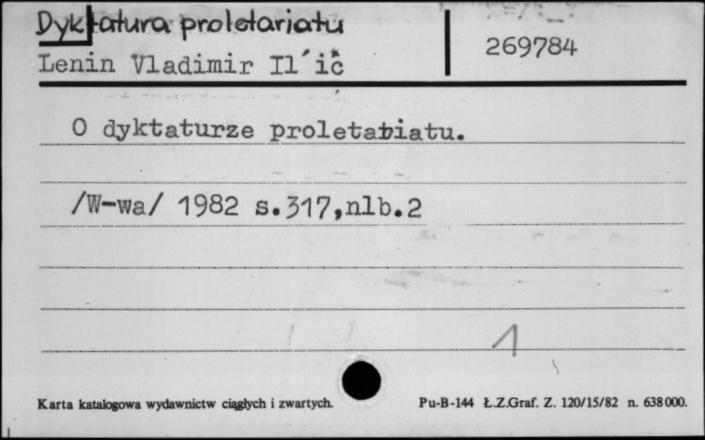 Dyktatura proletariatu
Lenin Vladimir Il´ič
269784
O dyktaturze proletariatu.
/W-wa/ 1982 s.317,nlb.2
1
Karta katalogowa wydawnictw ciągłych i zwartych.
Pu-B-144 Ł.Z.Graf. Z. 120/15/82 n. 638000.